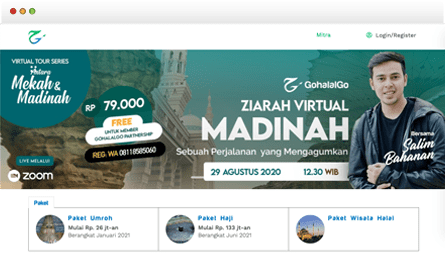 Mitra
Login/Register
VIRTUAL TOUR SERIES
Antara
Mekah &
Madinah
RP 79.000
FREE
UNTUK MEMBER
GOHALALGO PARTNERSHIP
REG. WA 08118585060
LIVE MELALUI
zoom
GohalalGo
ZIARAH VIRTUAL
MADINAH
Sebuah Perjalanan yang Mengagumkan
29 AGUSTUS 2020 12.30 WIB
Bersama
Salim
Bahanan
Paket
Paket Umroh
Mulai Rp. 26 jt-an
Berangkat Januari 2021
Paket Haji
Mulai Rp. 133 jt-an
Berangkat Juni 2021
Paket Wisata Halal